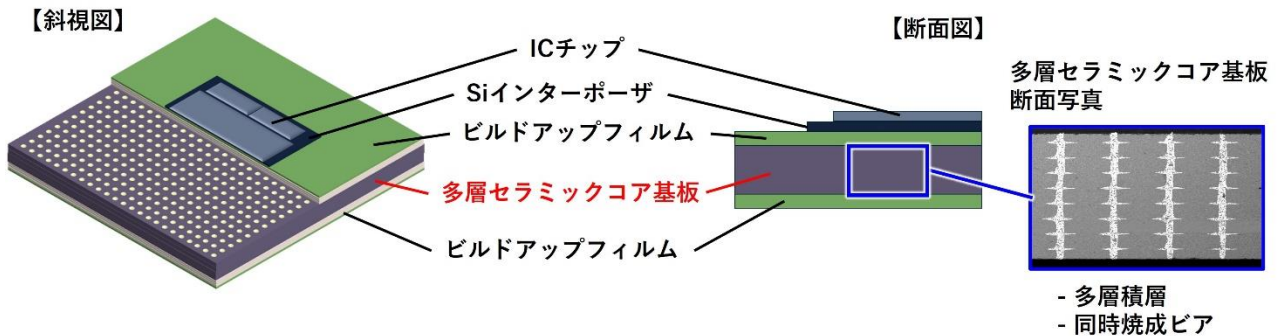 【斜視図】
ICチップ
Siインターポーザ
ビルドアップフィルム
多層セラミックコア基板
ビルドアップフィルム
【断面図】
多層セラミックコア基板
断面写真
- 多層積層
- 同時焼成ビア